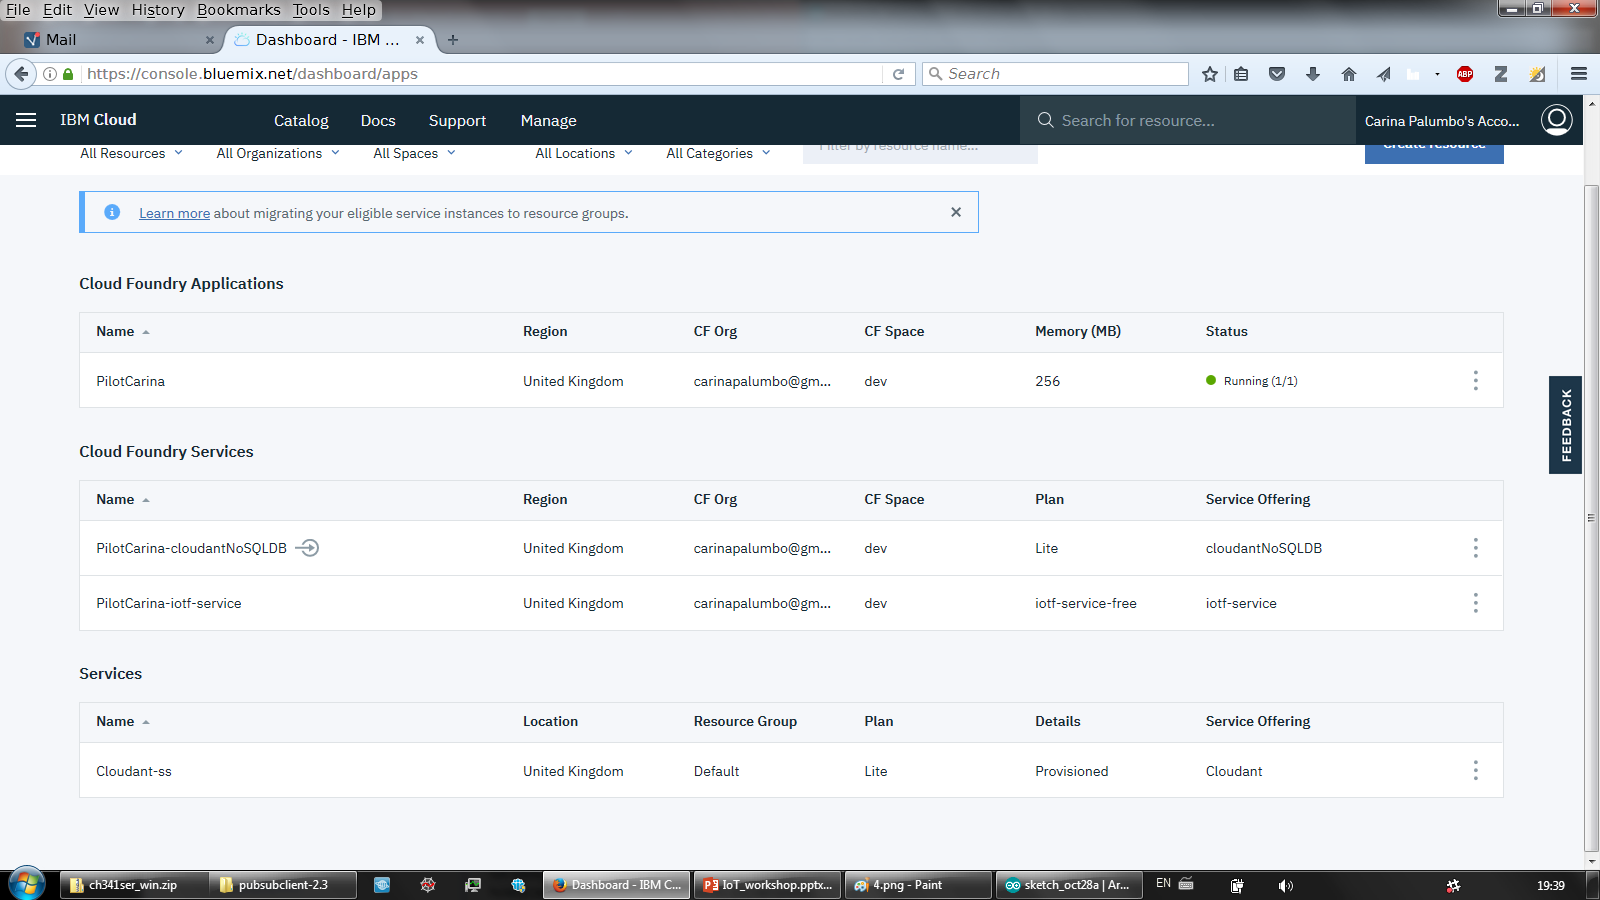 File Edit View History Bookmarks Tools Help
Mail
Dashboard - IBM ...
https://console.bluemix.net/dashboard/apps
Search
ABP
IBM Cloud
Catalog
Docs
Support
Manage
Search for resource...
Carina Palumbo's Acco...
All Resources
All Organizations
All Spaces
All Locations
All Categories
Filter by resource name...
Create resource
Learn more about migrating your eligible service instances to resource groups.
Cloud Foundry Applications
Name Region CF Org CF Space Memory (MB) Status
PilotCarina United Kingdom carinapalumbo@gm... dev 256 Running (1/1)
FEEDBACK
Cloud Foundry Services
Name Region CF Org CF Space Plan Service Offering
PilotCarina-cloudantNoSQLDB United Kingdom carinapalumbo@gm... dev Lite cloudantNoSQLDB
PilotCarina-iotf-service United Kingdom carinapalumbo@gm... dev iotf-service-free iotf-service
Services
Name Location Resource Group Plan Details Service Offering
Cloudant-ss United Kingdom Default Lite Provisioned Cloudant
ch341ser_win.zip
pubsubclient-2.3
Dashboard - IBM C...
IoT_workshop.pptx...
4.png - Paint
sketch_oct28a | Ar...
EN
19:39